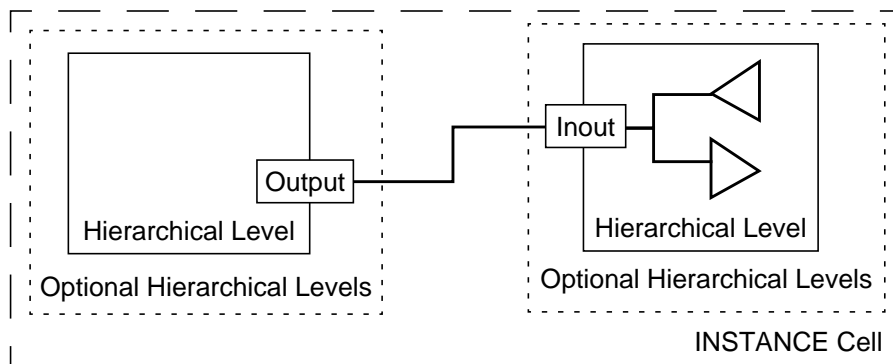 Inout
Output
Hierarchical Level
Hierarchical Level
Optional Hierarchical Levels
Optional Hierarchical Levels
INSTANCE Cell